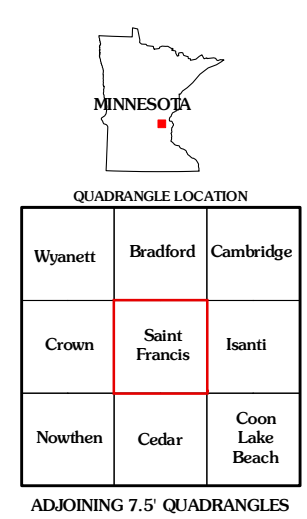 MINNESOTA
QUADRANGLE LOCATION
Wyanett
Bradford
Cambridge
Crown
Saint
Francis
Isanti
Nowthen
Cedar
Coon
Lake
Beach
ADJOINING 7.5' QUADRANGLES